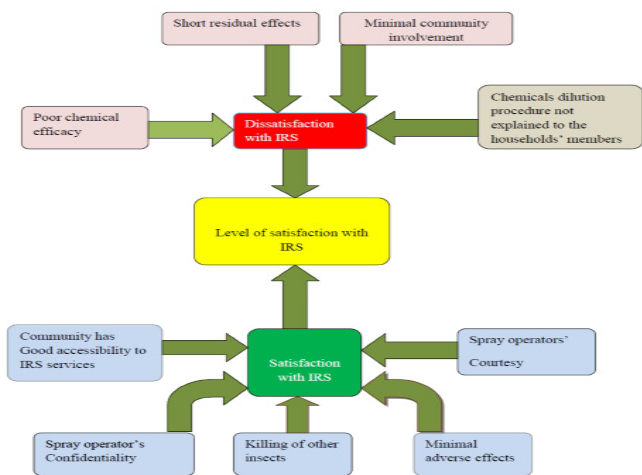 Short residual effects
Minimal community
involvement
Poor chemical
efficacy
Dissatisfaction
with IRS
Chemicals dilution
procedure not
explained to the
households' members
Level of satisfaction with
IRS
Community has
Good accessibility to
IRS services
Satisfaction
with IRS
Spray operators'
Courtesy
Spray operator's
Confidentiality
Killing of other
insects
Minimal
adverse effects